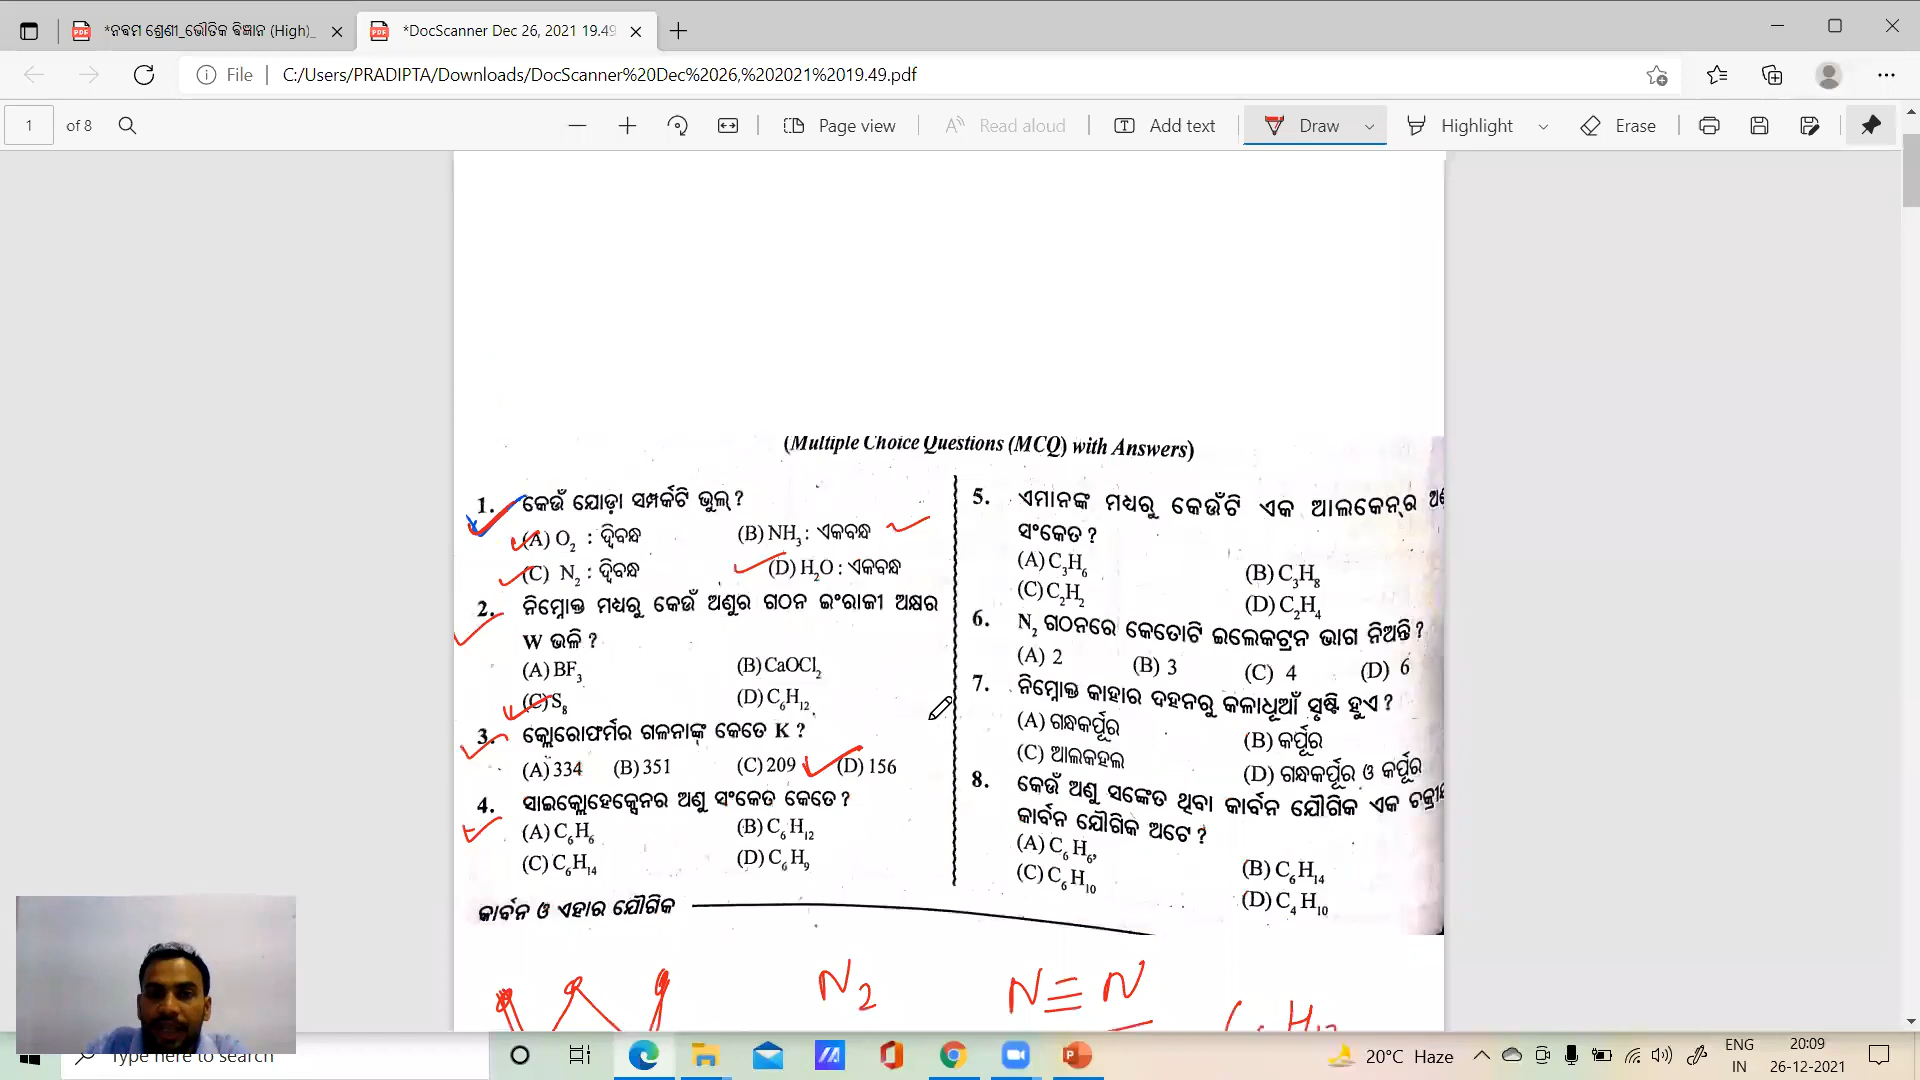 *ନବମ ଶ୍ରେଣୀ_ଭୌତିକ ବିଜ୍ଞାନ (High)_
*DocScanner Dec 26, 2021 19.49
File
C:/Users/PRADIPTA/Downloads/DocScanner%20Dec%2026,%202021%2019.49.pdf
1
of 8
Page view
Read aloud
Add text
Draw
Highlight
Erase
(Multiple Choice Questions (MCQ) with Answers)
1. କେଉଁ ଯୋଡ଼ା ସମ୍ପର୍କଟି ଭୁଲ୍ ?
(A) O₂ : ଦ୍ୱିବନ୍ଧ (B) NH₃ : ଏକବନ୍ଧ
(C) N₂ : ଦ୍ୱିବନ୍ଧ (D) H₂O : ଏକବନ୍ଧ
2. ନିମ୍ନୋକ୍ତ ମଧ୍ୟରୁ କେଉଁ ଅଣୁର ଗଠନ ଇଂରାଜୀ ଅକ୍ଷର
W ଭଳି ?
(A) BF₃ (B) CaOCl₂
(C) S₈ (D) C₆H₁₂
3. କ୍ଲୋରୋଫର୍ମର ଗଳନାଙ୍କ୍ କେତେ K ?
(A) 334 (B) 351 (C) 209 (D) 156
4. ସାଇକ୍ଲୋହେକ୍ସେନର ଅଣୁ ସଂକେତ କେତେ ?
(A) C₆H₆ (B) C₆H₁₂
(C) C₆H₁₄ (D) C₆H₉
କାର୍ବନ ଓ ଏହାର ଯୌଗିକ
5. ଏମାନଙ୍କ ମଧ୍ୟରୁ କେଉଁଟି ଏକ ଆଲକେନ୍‌ର
ସଂକେତ ?
(A) C₃H₆ (B) C₃H₈
(C) C₂H₂ (D) C₂H₄
6. N₂ ଗଠନରେ କେତୋଟି ଇଲେକଟ୍ରନ ଭାଗ ନିଅନ୍ତି ?
(A) 2 (B) 3 (C) 4 (D) 6
7. ନିମ୍ନୋକ୍ତ କାହାର ଦହନରୁ କଳାଧୂଆଁ ସୃଷ୍ଟି ହୁଏ ?
(A) ଗନ୍ଧକର୍ପୂର (B) କର୍ପୂର
(C) ଆଲକହଲ (D) ଗନ୍ଧକର୍ପୂର ଓ କର୍ପୂର
8. କେଉଁ ଅଣୁ ସଙ୍କେତ ଥିବା କାର୍ବନ ଯୌଗିକ ଏକ
କାର୍ବନ ଯୌଗିକ ଅଟେ ?
(A) C₆H₆, (B) C₆H₁₄
(C) C₆H₁₀ (D) C₄H₁₀
N₂ N≡N
Type here to search
20°C Haze
ENG
IN
20:09
26-12-2021